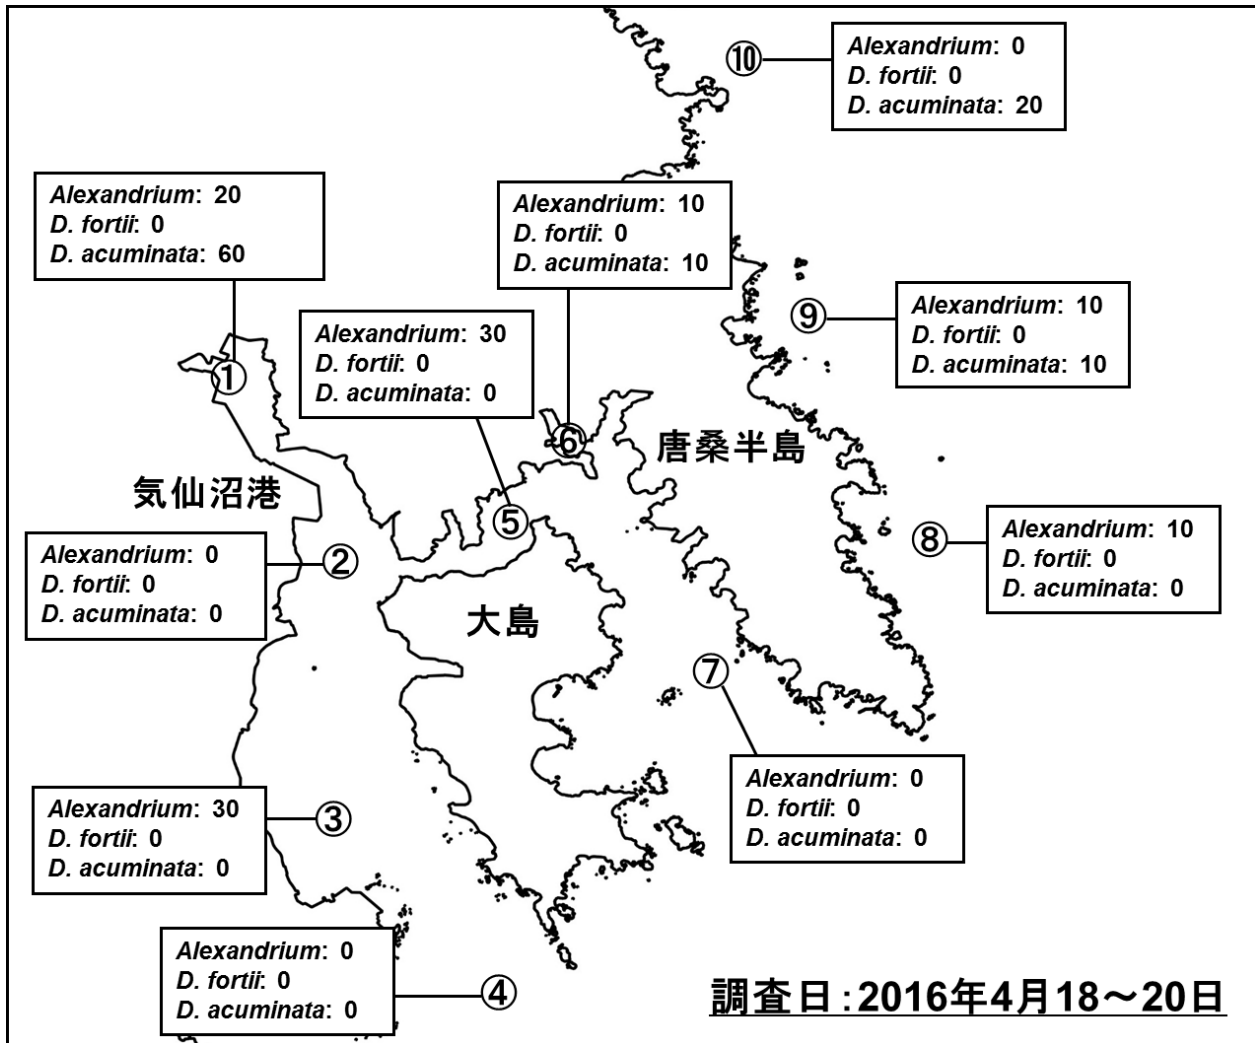 ⑩
Alexandrium: 0
D. fortii: 0
D. acuminata: 20
Alexandrium: 20
D. fortii: 0
D. acuminata: 60
Alexandrium: 10
D. fortii: 0
D. acuminata: 10
⑨
Alexandrium: 10
D. fortii: 0
D. acuminata: 10
Alexandrium: 30
D. fortii: 0
D. acuminata: 0
①
⑥
唐桑半島
気仙沼港
⑤
⑧
Alexandrium: 10
D. fortii: 0
D. acuminata: 0
Alexandrium: 0
D. fortii: 0
D. acuminata: 0
②
大島
⑦
Alexandrium: 0
D. fortii: 0
D. acuminata: 0
Alexandrium: 30
D. fortii: 0
D. acuminata: 0
③
Alexandrium: 0
D. fortii: 0
D. acuminata: 0
④
調査日:2016年4月18～20日